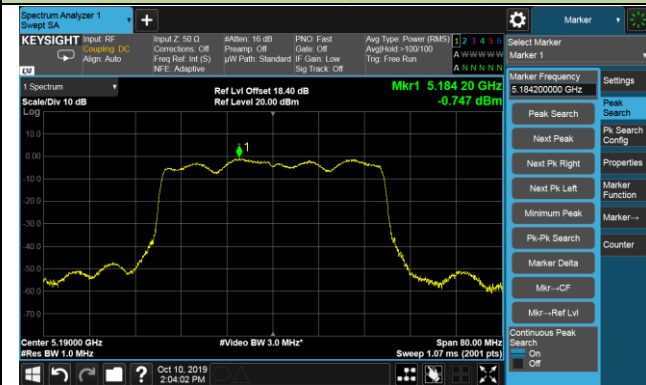 Spectrum Analyzer 1
Swept SA
Marker
KEYSIGHT Input: RF
Coupling: DC
Align: Auto
Input Z: 50 Ω
Corrections: Off
Freq Ref: Int (S)
NFE: Adaptive
#Atten: 16 dB
Preamp: Off
µW Path: Standard
PNO: Fast
Gate: Off
IF Gain: Low
Sig Track: Off
Avg Type: Power (RMS)
Avg|Hold:>100/100
Trig: Free Run
1 2 3 4 5 6
A W W W W W
A N N N N N
LXI
Select Marker
Marker 1
1 Spectrum
Scale/Div 10 dB
Log
Ref Lvl Offset 18.40 dB
Ref Level 20.00 dBm
Mkr1 5.184 20 GHz
-0.747 dBm
10.0
0.00
-10.0
-20.0
-30.0
-40.0
-50.0
-60.0
-70.0
1
Center 5.19000 GHz
#Res BW 1.0 MHz
#Video BW 3.0 MHz*
Span 80.00 MHz
Sweep 1.07 ms (2001 pts)
Marker Frequency
5.184200000 GHz
Peak Search
Next Peak
Next Pk Right
Next Pk Left
Minimum Peak
Pk-Pk Search
Marker Delta
Mkr→CF
Mkr→Ref Lvl
Continuous Peak
Search
On
Off
Settings
Peak
Search
Pk Search
Config
Properties
Marker
Function
Marker→
Counter
Oct 10, 2019
2:04:02 PM